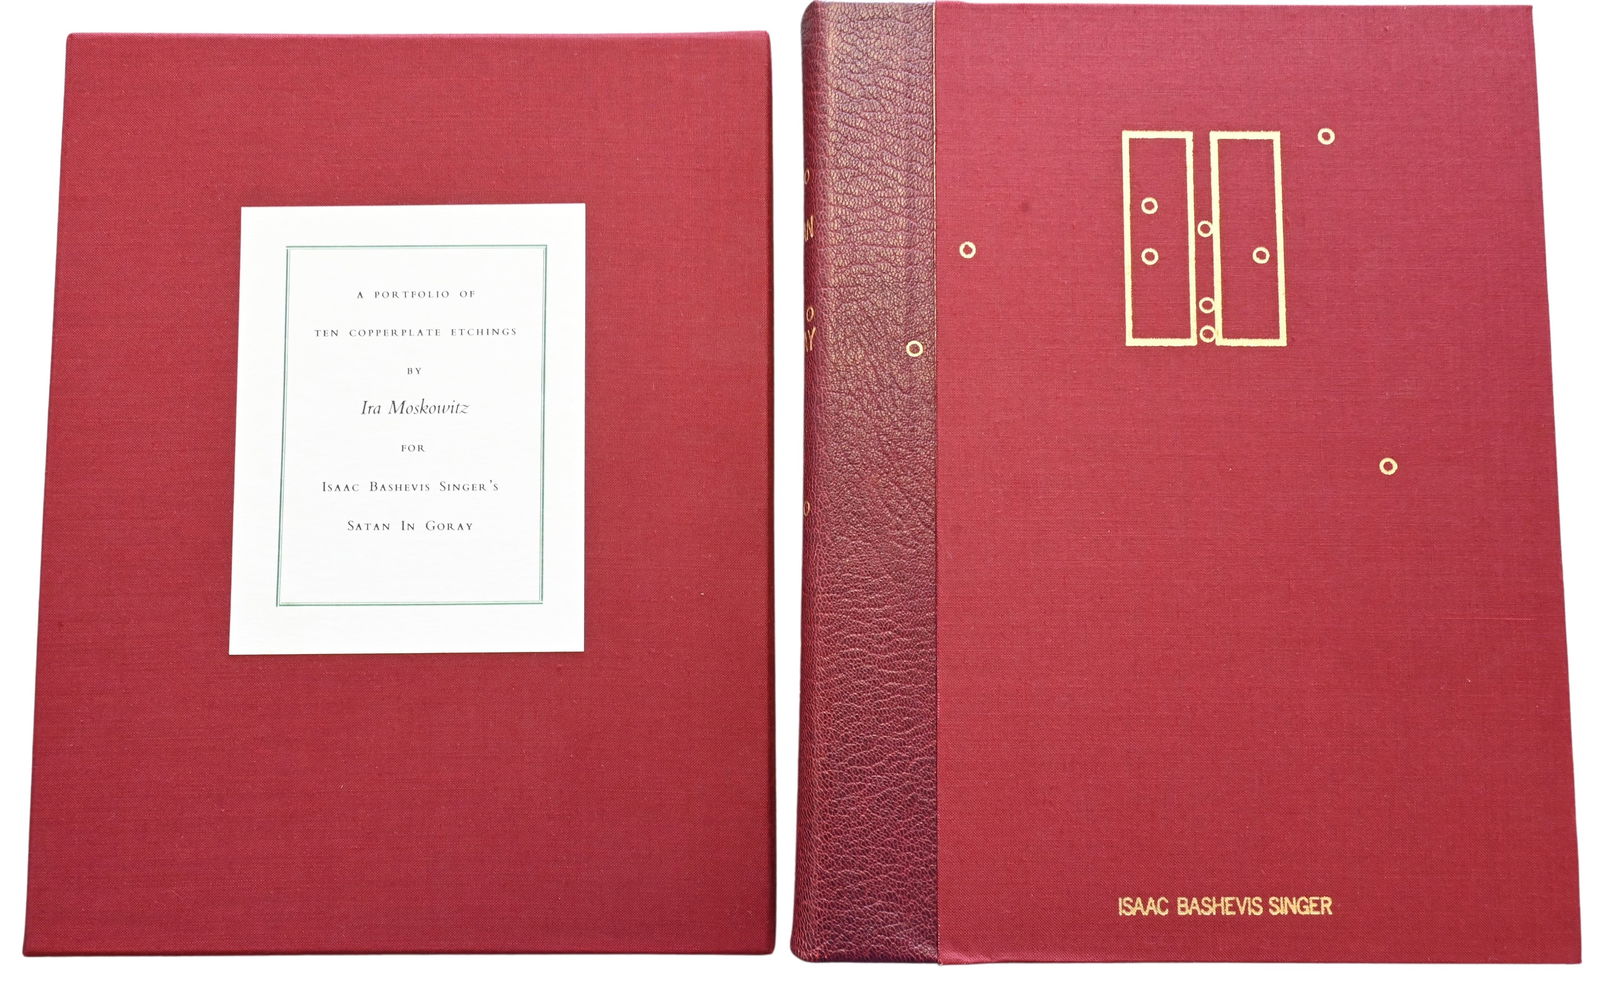 A PORTFOLIO OF
TEN COPPERPLATE ETCHINGS
BY
Ira Moskowitz
FOR
ISAAC BASHEVIS SINGER'S
SATAN IN GORAY
ISAAC BASHEVIS SINGER